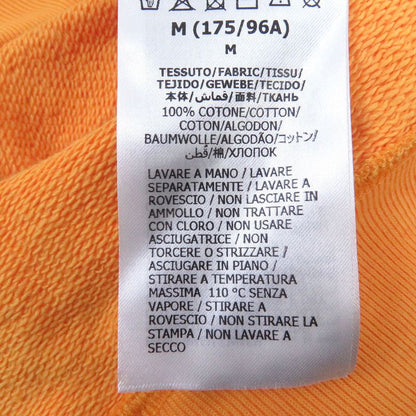 M (175/96A)
M
TESSUTO/FABRIC/TISSU/
TEJIDO/GEWEBE/TECIDO/
本体/قماش/面料/ТКАНЬ
100% COTONE/COTTON/
COTON/ALGODON/
BAUMWOLLE/ALGODÃO/コットン/
قطن/棉/ХЛОПОК
LAVARE A MANO / LAVARE
SEPARATAMENTE / LAVARE A
ROVESCIO / NON LASCIARE IN
AMMOLLO / NON TRATTARE
CON CLORO / NON USARE
ASCIUGATRICE / NON
TORCERE O STRIZZARE /
ASCIUGARE IN PIANO /
STIRARE A TEMPERATURA
MASSIMA 110 °C SENZA
VAPORE / STIRARE A
ROVESCIO / NON STIRARE LA
STAMPA / NON LAVARE A
SECCO